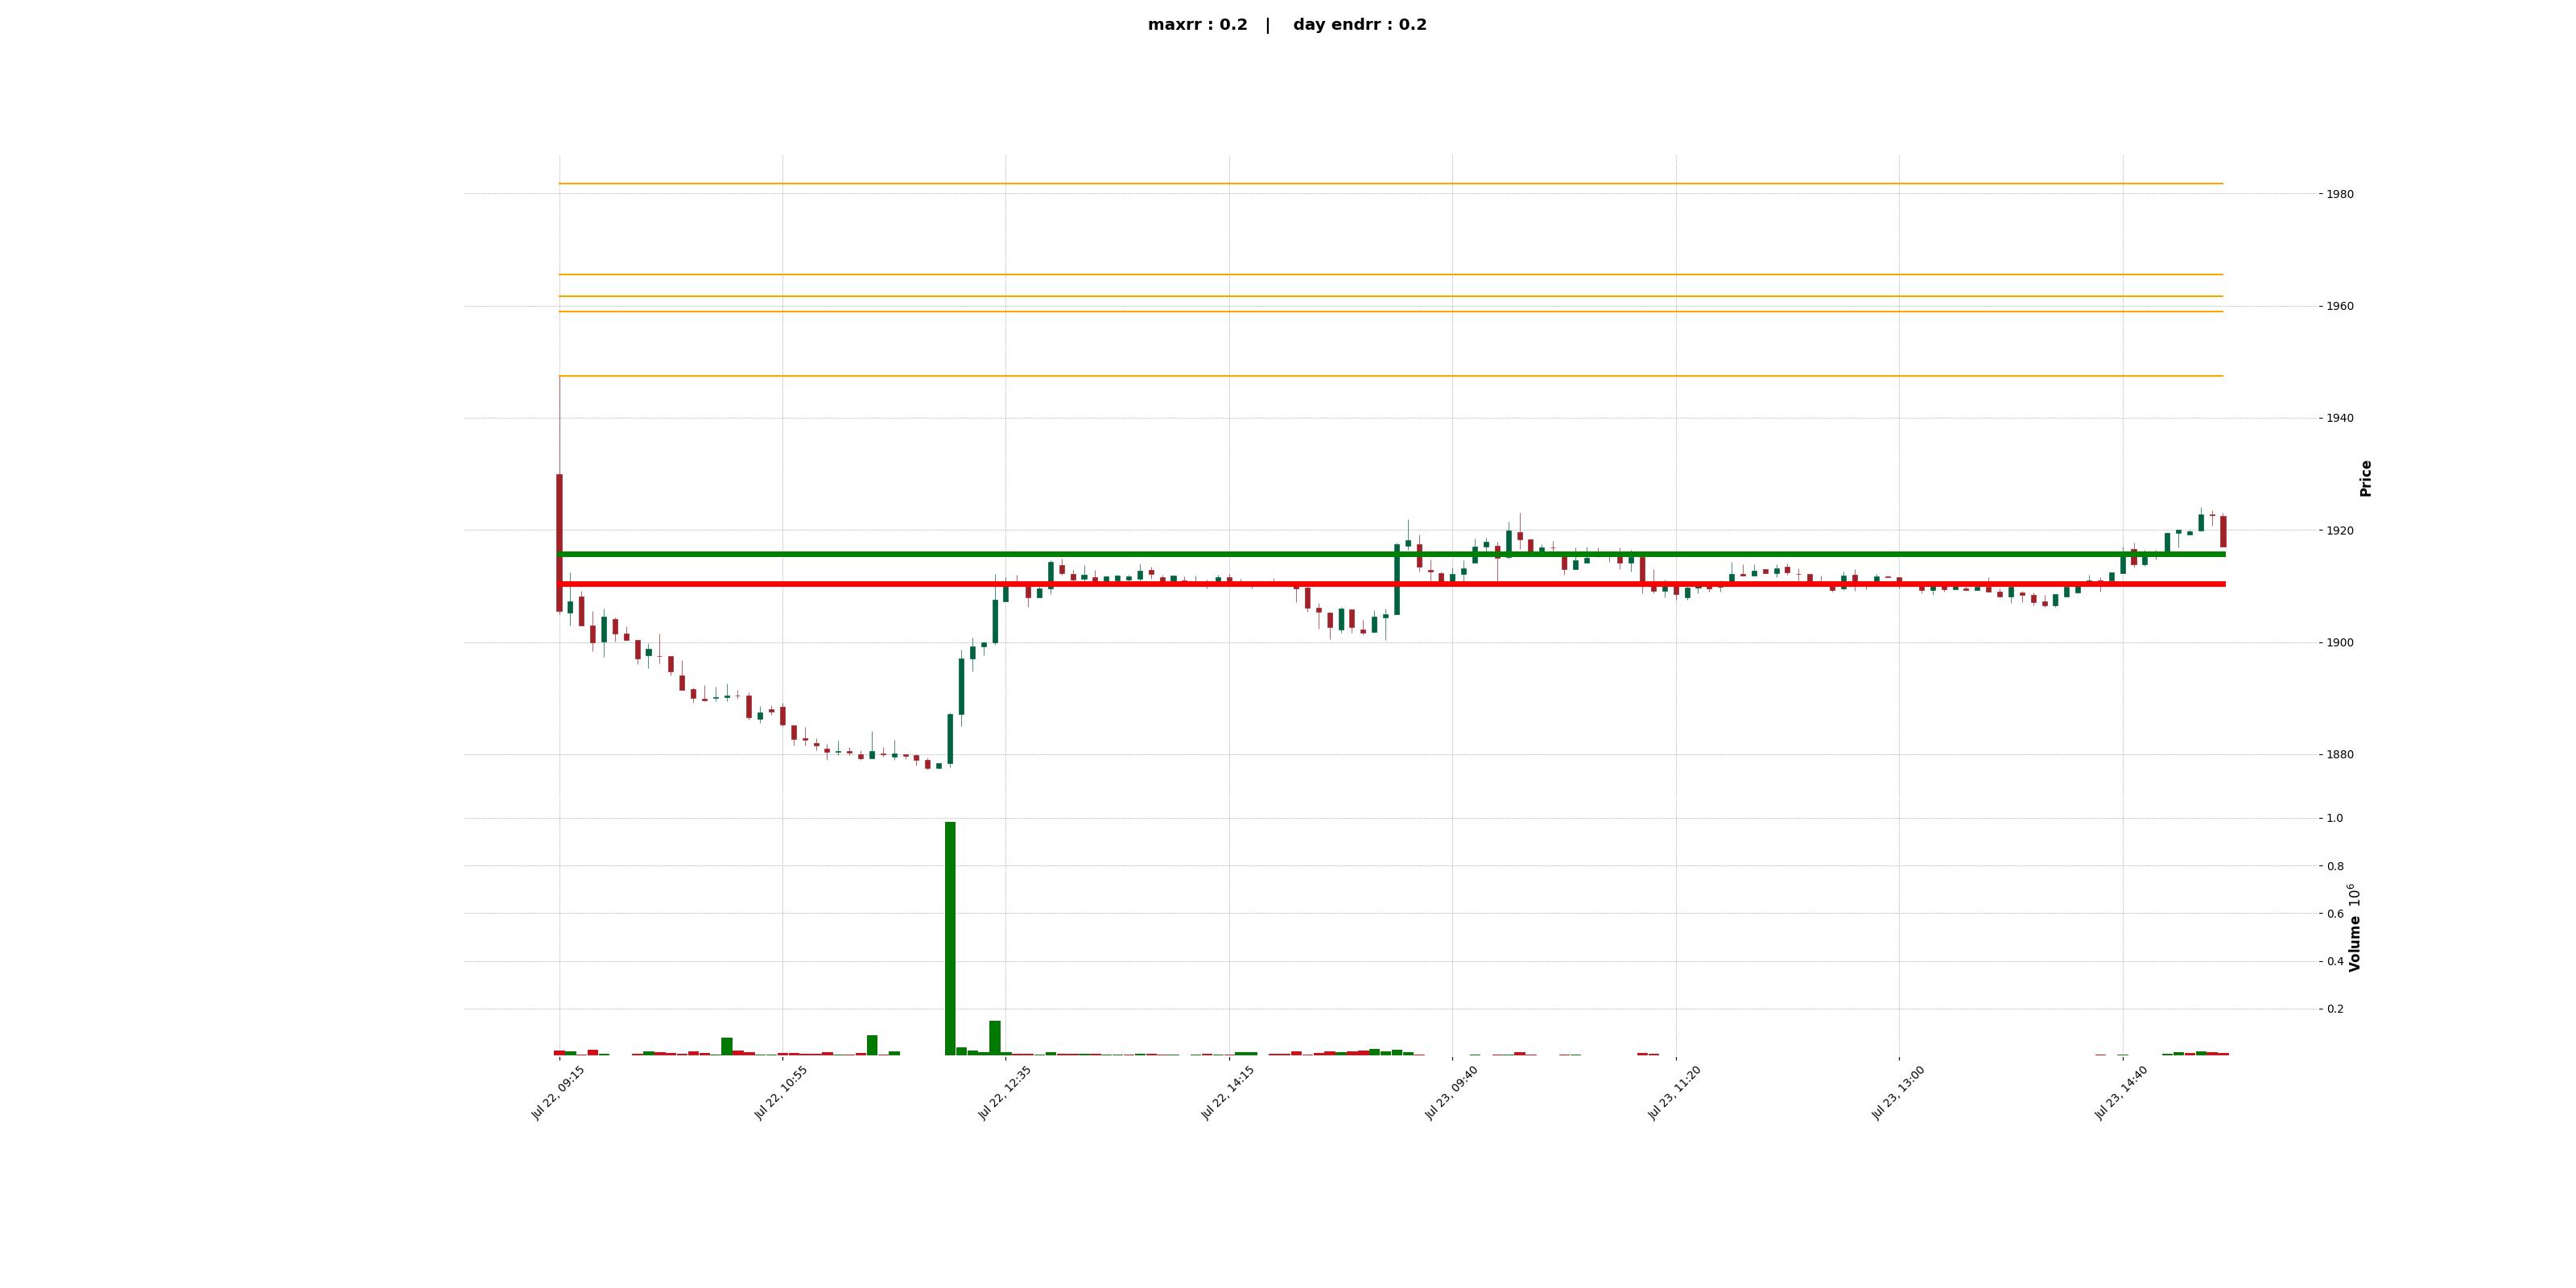 maxrr : 0.2 | day endrr : 0.2
1980
1960
1940
1920
1900
1880
Price
1.0
0.8
0.6
0.4
0.2
Volume 10^6
Jul 22, 09:15
Jul 22, 10:55
Jul 22, 12:35
Jul 22, 14:15
Jul 23, 09:40
Jul 23, 11:20
Jul 23, 13:00
Jul 23, 14:40